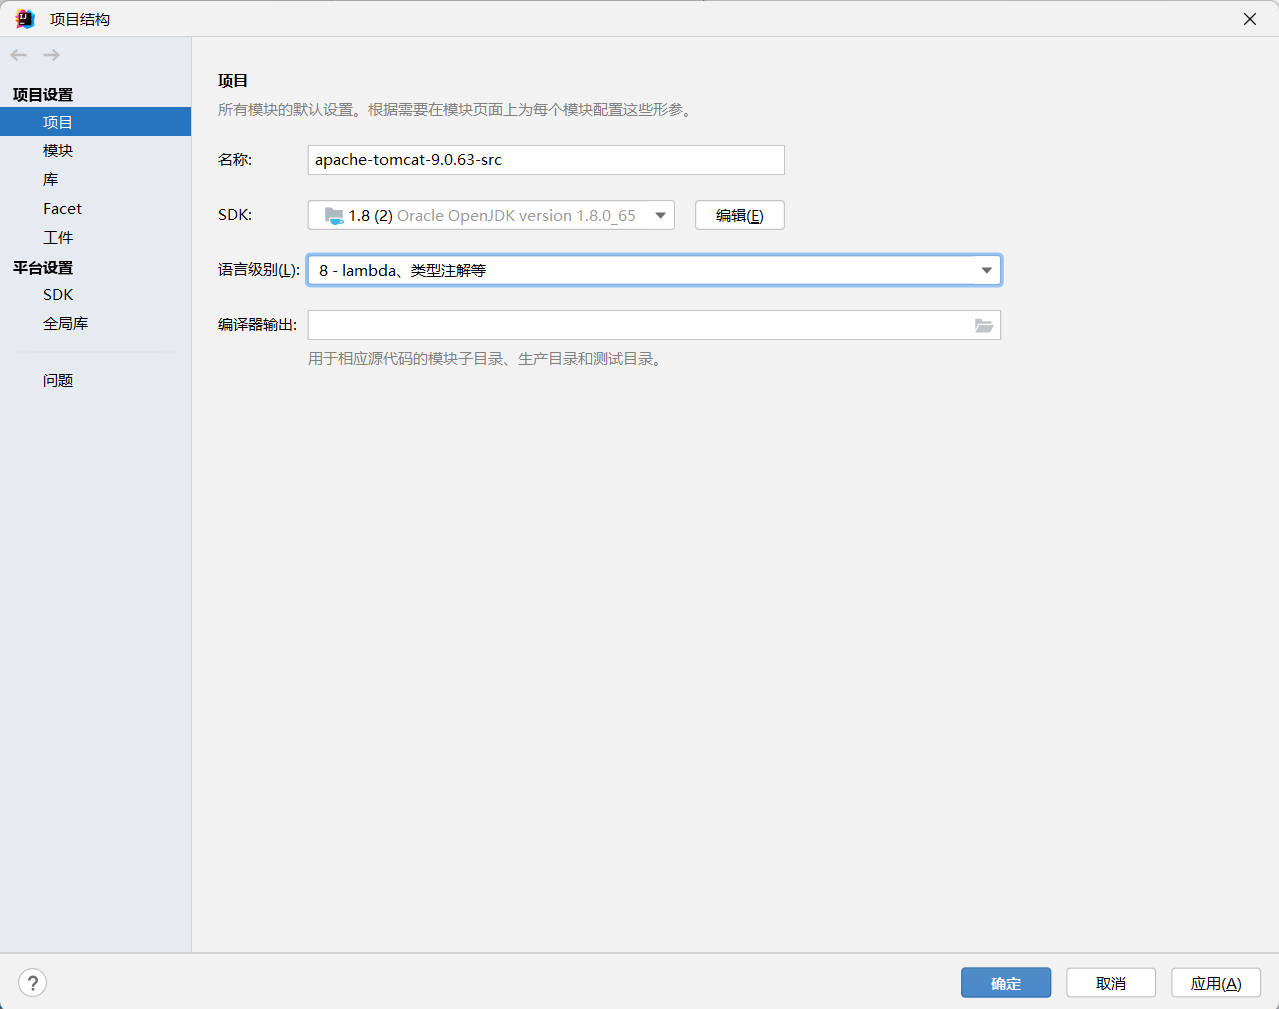 项目结构
项目设置
项目
模块
库
Facet
工件
平台设置
SDK
全局库
问题
项目
所有模块的默认设置。根据需要在模块页面上为每个模块配置这些形参。
名称: apache-tomcat-9.0.63-src
SDK: 1.8 (2) Oracle OpenJDK version 1.8.0_65 编辑(E)
语言级别(L): 8 - lambda、类型注解等
编译器输出:
用于相应源代码的模块子目录、生产目录和测试目录。
? 确定 取消 应用(A)